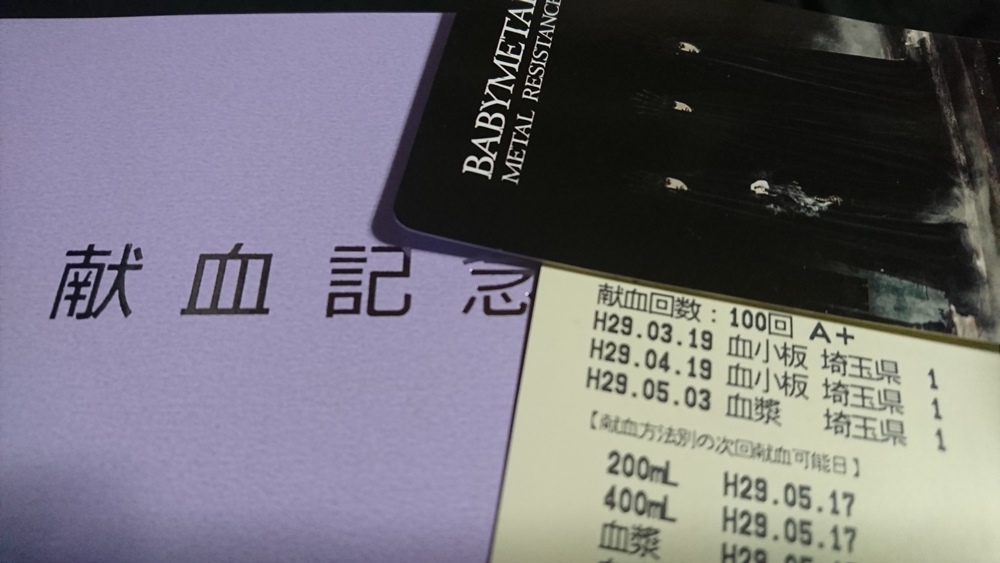 献血記念
BABYMETAL
METAL RESISTANCE
献血回数：100回 A+
H29.03.19 血小板 埼玉県 1
H29.04.19 血小板 埼玉県 1
H29.05.03 血漿 埼玉県 1
【献血方法別の次回献血可能日】
200mL H29.05.17
400mL H29.05.17
血漿